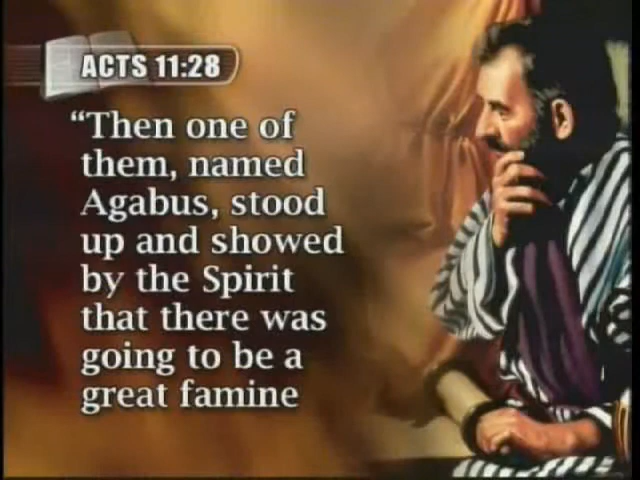 ACTS 11:28
“Then one of
them, named
Agabus, stood
up and showed
by the Spirit
that there was
going to be a
great famine